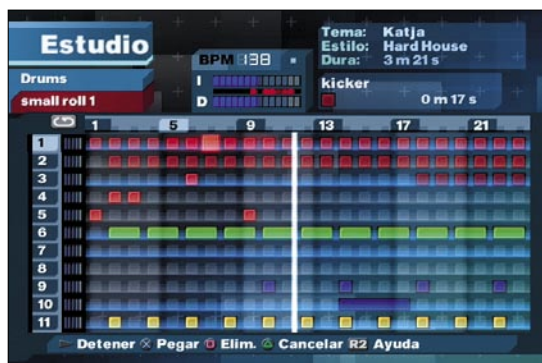 Estudio
Tema: Katja
Estilo: Hard House
Dura: 3 m 21 s
BPM 138
I
D
Drums
small roll 1
kicker
0 m 17 s
1 5 9 13 17 21
1
2
3
4
5
6
7
8
9
10
11
Detener Pegar Elim. Cancelar R2 Ayuda